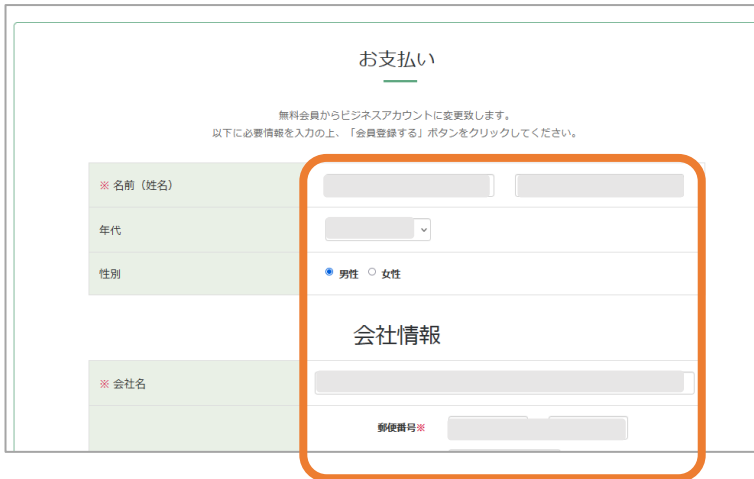 お支払い
無料会員からビジネスアカウントに変更致します。
以下に必要情報を入力の上、「会員登録する」ボタンをクリックしてください。
※ 名前（姓名）
年代
性別
男性 女性
会社情報
※ 会社名
郵便番号※